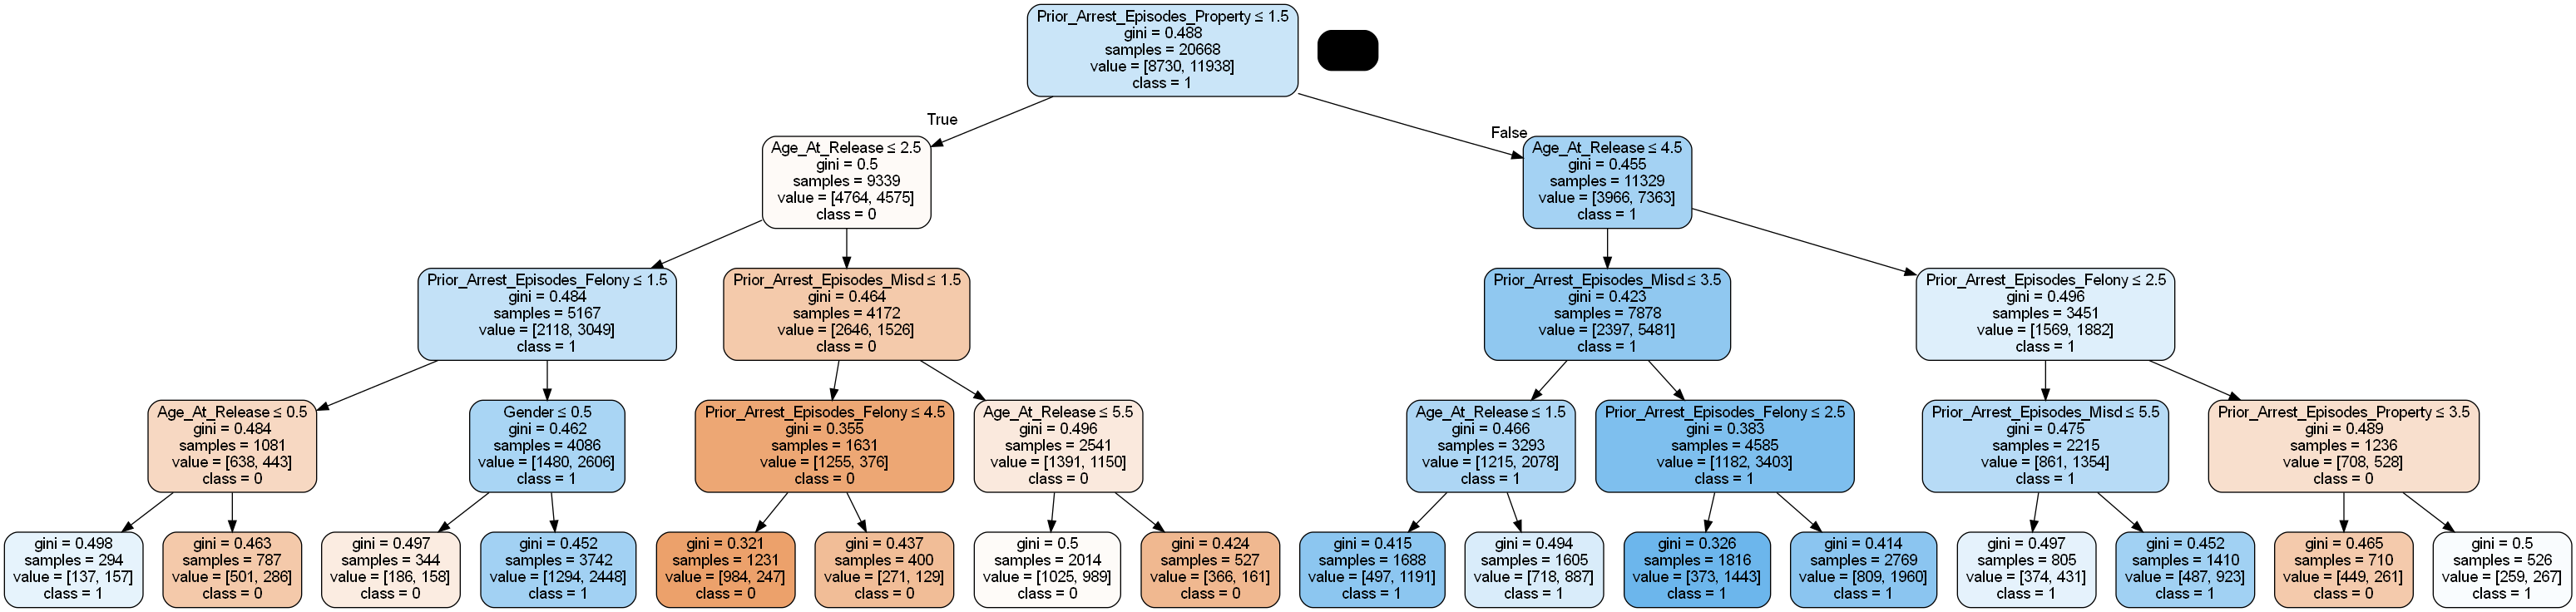 Prior_Arrest_Episodes_Property ≤ 1.5
gini = 0.488
samples = 20668
value = [8730, 11938]
class = 1
True
False
Age_At_Release ≤ 2.5
gini = 0.5
samples = 9339
value = [4764, 4575]
class = 0
Age_At_Release ≤ 4.5
gini = 0.455
samples = 11329
value = [3966, 7363]
class = 1
Prior_Arrest_Episodes_Felony ≤ 1.5
gini = 0.484
samples = 5167
value = [2118, 3049]
class = 1
Prior_Arrest_Episodes_Misd ≤ 1.5
gini = 0.464
samples = 4172
value = [2646, 1526]
class = 0
Prior_Arrest_Episodes_Misd ≤ 3.5
gini = 0.423
samples = 7878
value = [2397, 5481]
class = 1
Prior_Arrest_Episodes_Felony ≤ 2.5
gini = 0.496
samples = 3451
value = [1569, 1882]
class = 1
Age_At_Release ≤ 0.5
gini = 0.484
samples = 1081
value = [638, 443]
class = 0
Gender ≤ 0.5
gini = 0.462
samples = 4086
value = [1480, 2606]
class = 1
Prior_Arrest_Episodes_Felony ≤ 4.5
gini = 0.355
samples = 1631
value = [1255, 376]
class = 0
Age_At_Release ≤ 5.5
gini = 0.496
samples = 2541
value = [1391, 1150]
class = 0
Age_At_Release ≤ 1.5
gini = 0.466
samples = 3293
value = [1215, 2078]
class = 1
Prior_Arrest_Episodes_Felony ≤ 2.5
gini = 0.383
samples = 4585
value = [1182, 3403]
class = 1
Prior_Arrest_Episodes_Misd ≤ 5.5
gini = 0.475
samples = 2215
value = [861, 1354]
class = 1
Prior_Arrest_Episodes_Property ≤ 3.5
gini = 0.489
samples = 1236
value = [708, 528]
class = 0
gini = 0.498
samples = 294
value = [137, 157]
class = 1
gini = 0.463
samples = 787
value = [501, 286]
class = 0
gini = 0.497
samples = 344
value = [186, 158]
class = 0
gini = 0.452
samples = 3742
value = [1294, 2448]
class = 1
gini = 0.321
samples = 1231
value = [984, 247]
class = 0
gini = 0.437
samples = 400
value = [271, 129]
class = 0
gini = 0.5
samples = 2014
value = [1025, 989]
class = 0
gini = 0.424
samples = 527
value = [366, 161]
class = 0
gini = 0.415
samples = 1688
value = [497, 1191]
class = 1
gini = 0.494
samples = 1605
value = [718, 887]
class = 1
gini = 0.326
samples = 1816
value = [373, 1443]
class = 1
gini = 0.414
samples = 2769
value = [809, 1960]
class = 1
gini = 0.497
samples = 805
value = [374, 431]
class = 1
gini = 0.452
samples = 1410
value = [487, 923]
class = 1
gini = 0.465
samples = 710
value = [449, 261]
class = 0
gini = 0.5
samples = 526
value = [259, 267]
class = 1